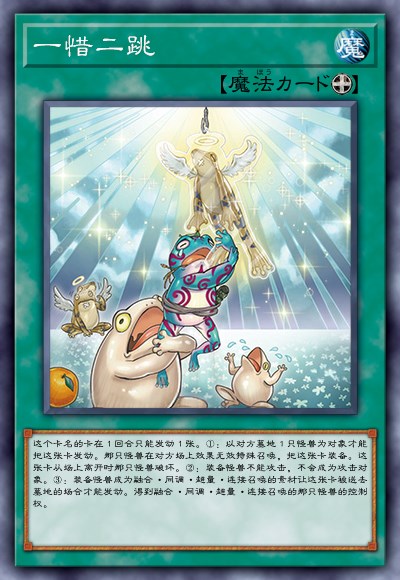 一惜二跳
魔
【魔法カード】
まほう
这个卡名的卡在1回合只能发动1张。①：以对方墓地1只怪兽为对象才能
把这张卡发动。那只怪兽在对方场上效果无效特殊召唤，把这张卡装备。这
张卡从场上离开时那只怪兽破坏。②：装备怪兽不能攻击，不会成为攻击对
象。③：装备怪兽成为融合·同调·超量·连接召唤的素材让这张卡被送去
墓地的场合才能发动。得到融合·同调·超量·连接召唤的那只怪兽的控制
权。